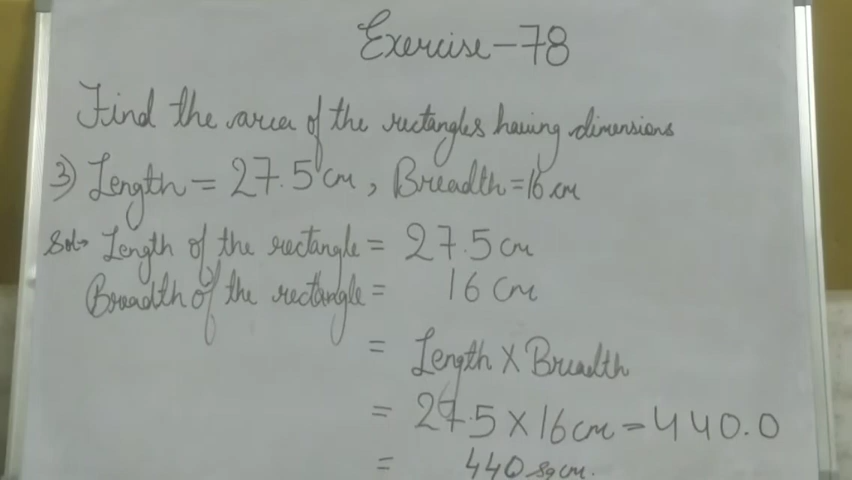 Exercise-78
Find the area of the rectangles having dimensions
3) Length = 27.5 cm, Breadth = 16 cm
Sol→ Length of the rectangle = 27.5 cm
Breadth of the rectangle = 16 cm
= Length × Breadth
= 27.5 × 16 cm = 440.0
= 440 sq cm.